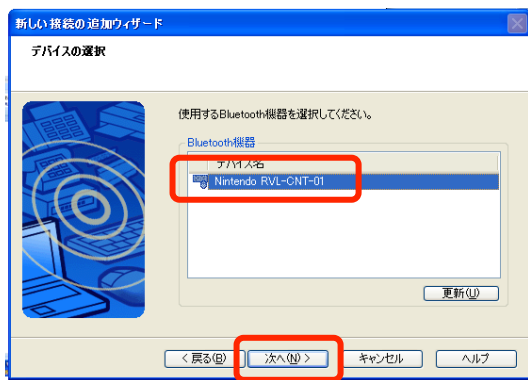 新しい接続の追加ウィザード
デバイスの選択
使用するBluetooth機器を選択してください。
Bluetooth機器
デバイス名
Nintendo RVL-CNT-01
更新(U)
< 戻る(B)
次へ(N) >
キャンセル
ヘルプ